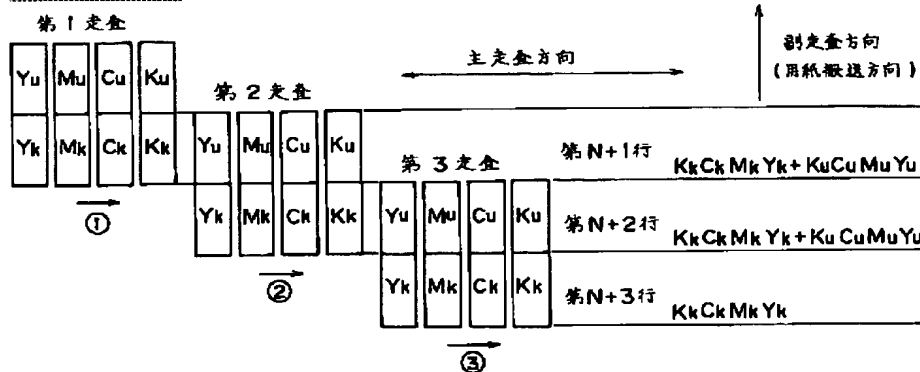 第1走査
Yu Mu Cu Ku
Yk Mk Ck Kk
①
第2走査
Yu Mu Cu Ku
Yk Mk Ck Kk
②
第3走査
Yu Mu Cu Ku
Yk Mk Ck Kk
③
主走査方向
副走査方向
(用紙搬送方向)
第N+1行 KkCkMkYk+KuCuMuYu
第N+2行 KkCkMkYk+KuCuMuYu
第N+3行 KkCkMkYk